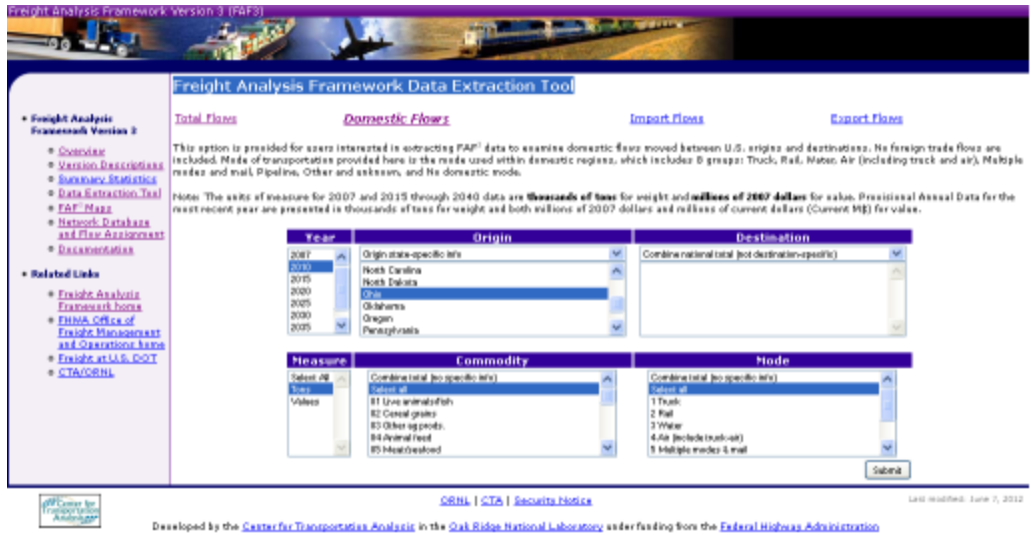 Freight Analysis Framework Version 3 (FAF3)
Freight Analysis Framework Data Extraction Tool
Total Flows
Domestic Flows
Import Flows
Export Flows
This option is provided for users interested in extracting FAF³ data to examine domestic flows moved between U.S. origins and destinations. No foreign trade flows are
included. Mode of transportation provided here is the mode used within domestic regions, which includes 8 groups: Truck, Rail, Water, Air (including truck and air), Multiple
modes and mail, Pipeline, Other and unknown, and No domestic mode.
Note: The units of measure for 2007 and 2015 through 2040 data are thousands of tons for weight and millions of 2007 dollars for value. Provisional Annual Data for the
most recent year are presented in thousands of tons for weight and both millions of 2007 dollars and millions of current dollars (Current M$) for value.
Freight Analysis
Framework Version 3
Overview
Version Descriptions
Summary Statistics
Data Extraction Tool
FAF³ Maps
Network Database
and Flow Assignment
Documentation
Related Links
Freight Analysis
Framework home
FHWA Office of
Freight Management
and Operations home
Freight at U.S. DOT
CTA/ORNL
Year
2007
2010
2015
2020
2025
2030
2035
Origin
Origin state-specific info
North Carolina
North Dakota
Ohio
Oklahoma
Oregon
Pennsylvania
Destination
Combine national total (not destination-specific)
Measure
Select All
Tons
Values
Commodity
Combine total (no specific info)
Select all
01 Live animals/fish
02 Cereal grains
03 Other ag prods.
04 Animal feed
05 Meat/seafood
Mode
Combine total (no specific info)
Select all
1 Truck
2 Rail
3 Water
4 Air (include truck-air)
5 Multiple modes & mail
Submit
Center for
Transportation
Analysis
ORNL | CTA | Security Notice
Last modified: June 7, 2012
Developed by the Center for Transportation Analysis in the Oak Ridge National Laboratory under funding from the Federal Highway Administration